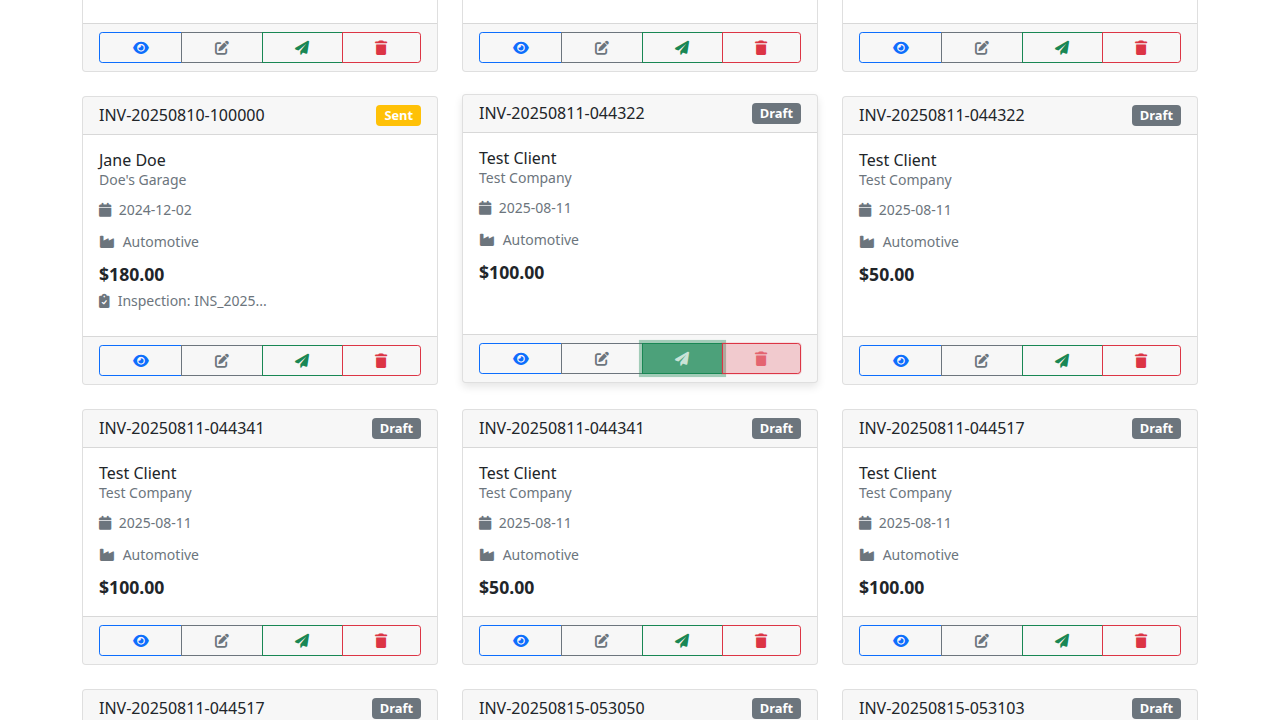 INV-20250810-100000
Sent
Jane Doe
Doe's Garage
2024-12-02
Automotive
$180.00
Inspection: INS_2025...
INV-20250811-044322
Draft
Test Client
Test Company
2025-08-11
Automotive
$100.00
INV-20250811-044322
Draft
Test Client
Test Company
2025-08-11
Automotive
$50.00
INV-20250811-044341
Draft
Test Client
Test Company
2025-08-11
Automotive
$100.00
INV-20250811-044341
Draft
Test Client
Test Company
2025-08-11
Automotive
$50.00
INV-20250811-044517
Draft
Test Client
Test Company
2025-08-11
Automotive
$100.00
INV-20250811-044517
Draft
INV-20250815-053050
Draft
INV-20250815-053103
Draft